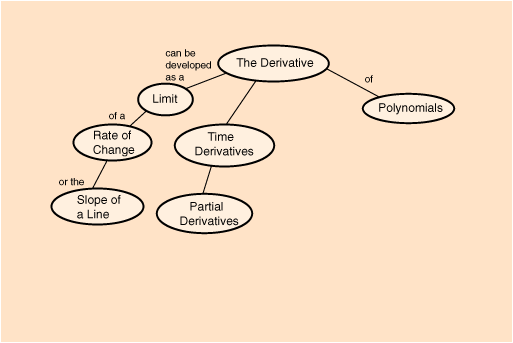 can be
developed
as a
The Derivative
of
Limit
Polynomials
of a
Rate of
Change
Time
Derivatives
or the
Slope of
a Line
Partial
Derivatives